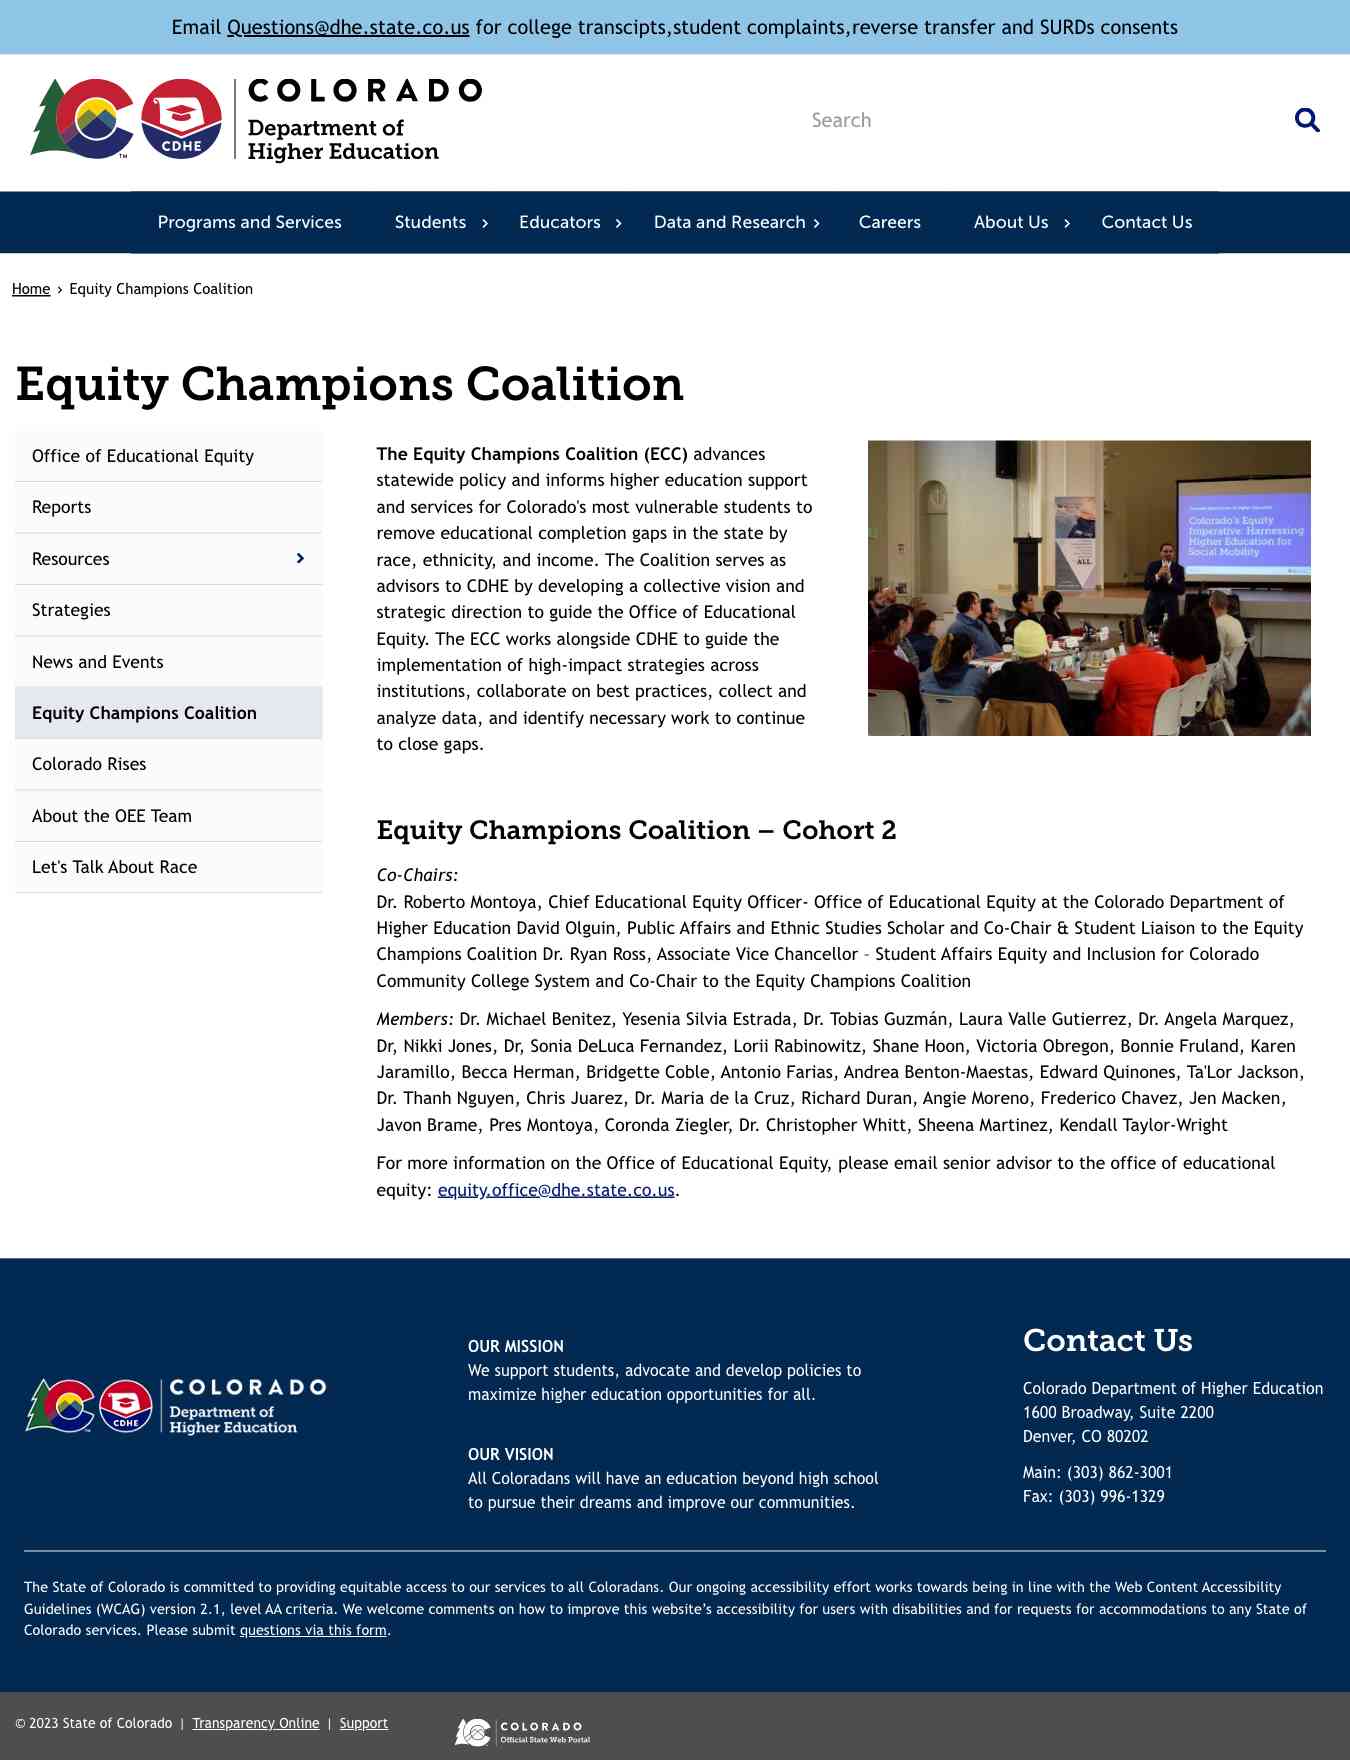 Email Questions@dhe.state.co.us for college transcipts,student complaints,reverse transfer and SURDs consents
COLORADO
Department of
Higher Education
CDHE
TM
Search
Programs and Services Students › Educators › Data and Research › Careers About Us › Contact Us
Home › Equity Champions Coalition
Equity Champions Coalition
Office of Educational Equity
Reports
Resources
Strategies
News and Events
Equity Champions Coalition
Colorado Rises
About the OEE Team
Let's Talk About Race
The Equity Champions Coalition (ECC) advances
statewide policy and informs higher education support
and services for Colorado's most vulnerable students to
remove educational completion gaps in the state by
race, ethnicity, and income. The Coalition serves as
advisors to CDHE by developing a collective vision and
strategic direction to guide the Office of Educational
Equity. The ECC works alongside CDHE to guide the
implementation of high-impact strategies across
institutions, collaborate on best practices, collect and
analyze data, and identify necessary work to continue
to close gaps.
Colorado's Equity
Imperative: Harnessing
Higher Education for
Social Mobility
ALL
Equity Champions Coalition – Cohort 2
Co-Chairs:
Dr. Roberto Montoya, Chief Educational Equity Officer- Office of Educational Equity at the Colorado Department of
Higher Education David Olguin, Public Affairs and Ethnic Studies Scholar and Co-Chair & Student Liaison to the Equity
Champions Coalition Dr. Ryan Ross, Associate Vice Chancellor – Student Affairs Equity and Inclusion for Colorado
Community College System and Co-Chair to the Equity Champions Coalition
Members: Dr. Michael Benitez, Yesenia Silvia Estrada, Dr. Tobias Guzmán, Laura Valle Gutierrez, Dr. Angela Marquez,
Dr, Nikki Jones, Dr, Sonia DeLuca Fernandez, Lorii Rabinowitz, Shane Hoon, Victoria Obregon, Bonnie Fruland, Karen
Jaramillo, Becca Herman, Bridgette Coble, Antonio Farias, Andrea Benton-Maestas, Edward Quinones, Ta'Lor Jackson,
Dr. Thanh Nguyen, Chris Juarez, Dr. Maria de la Cruz, Richard Duran, Angie Moreno, Frederico Chavez, Jen Macken,
Javon Brame, Pres Montoya, Coronda Ziegler, Dr. Christopher Whitt, Sheena Martinez, Kendall Taylor-Wright
For more information on the Office of Educational Equity, please email senior advisor to the office of educational
equity: equity.office@dhe.state.co.us.
COLORADO
Department of
Higher Education
CDHE
OUR MISSION
We support students, advocate and develop policies to
maximize higher education opportunities for all.
OUR VISION
All Coloradans will have an education beyond high school
to pursue their dreams and improve our communities.
Contact Us
Colorado Department of Higher Education
1600 Broadway, Suite 2200
Denver, CO 80202
Main: (303) 862-3001
Fax: (303) 996-1329
The State of Colorado is committed to providing equitable access to our services to all Coloradans. Our ongoing accessibility effort works towards being in line with the Web Content Accessibility
Guidelines (WCAG) version 2.1, level AA criteria. We welcome comments on how to improve this website’s accessibility for users with disabilities and for requests for accommodations to any State of
Colorado services. Please submit questions via this form.
© 2023 State of Colorado | Transparency Online | Support
COLORADO
Official State Web Portal